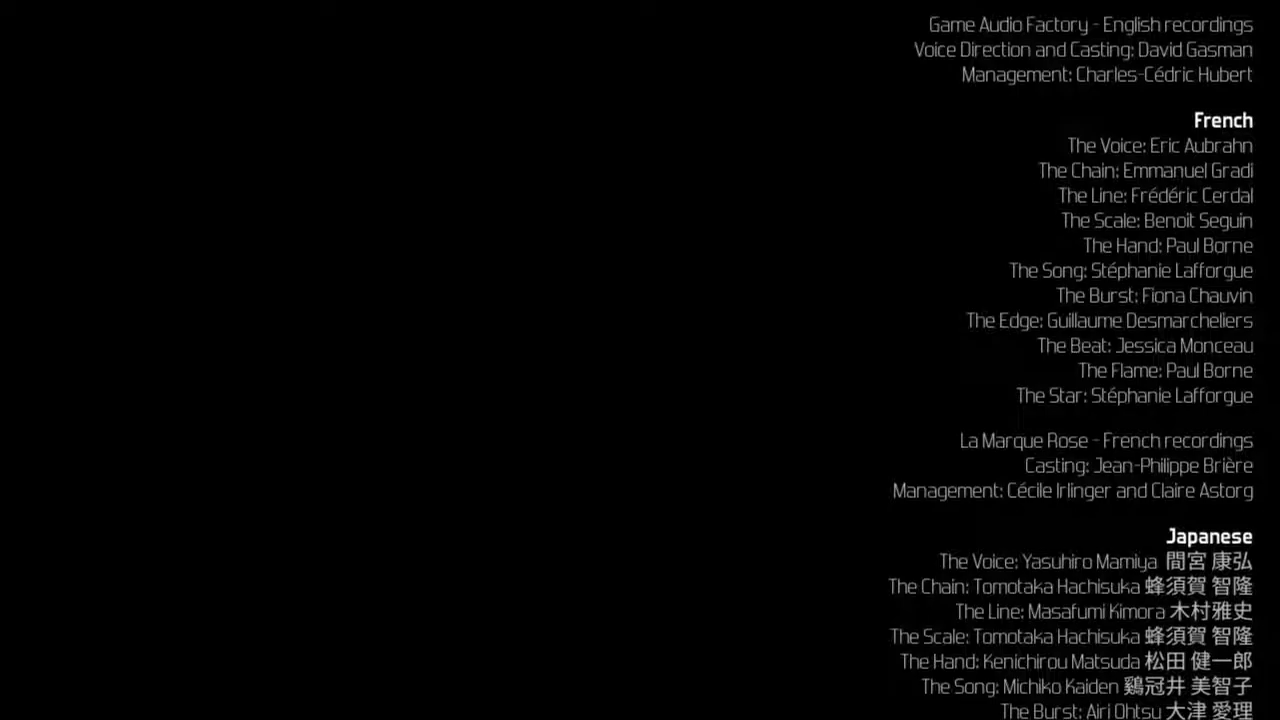 Game Audio Factory - English recordings
Voice Direction and Casting: David Gasman
Management: Charles-Cédric Hubert
French
The Voice: Eric Aubrahn
The Chain: Emmanuel Gradi
The Line: Frédéric Cerdal
The Scale: Benoit Seguin
The Hand: Paul Borne
The Song: Stéphanie Lafforgue
The Burst: Fiona Chauvin
The Edge: Guillaume Desmarcheliers
The Beat: Jessica Monceau
The Flame: Paul Borne
The Star: Stéphanie Lafforgue
La Marque Rose - French recordings
Casting: Jean-Philippe Brière
Management: Cécile Irlinger and Claire Astorg
Japanese
The Voice: Yasuhiro Mamiya 間宮 康弘
The Chain: Tomotaka Hachisuka 蜂須賀 智隆
The Line: Masafumi Kimora 木村雅史
The Scale: Tomotaka Hachisuka 蜂須賀 智隆
The Hand: Kenichirou Matsuda 松田 健一郎
The Song: Michiko Kaiden 鷄冠井 美智子
The Burst: Airi Ohtsu 大津 愛理